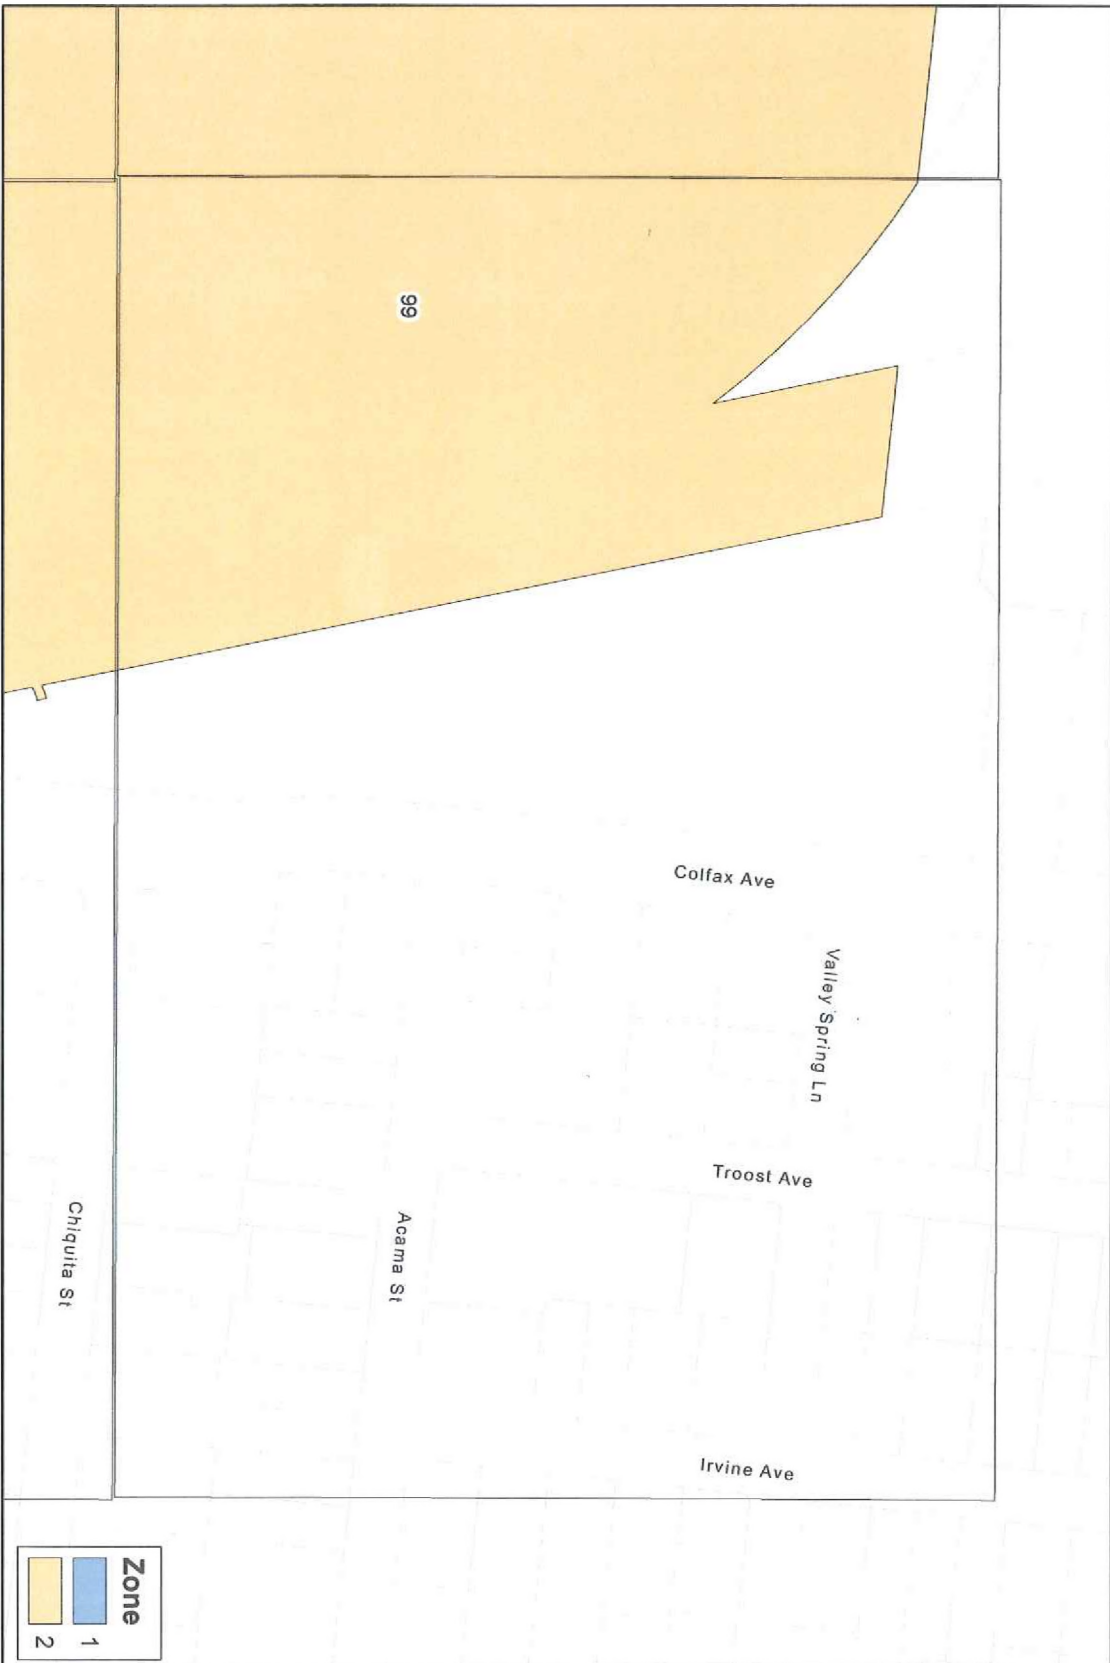 99
Colfax Ave
Valley Spring Ln
Troost Ave
Acama St
Chiquita St
Irvine Ave
Zone
1
2